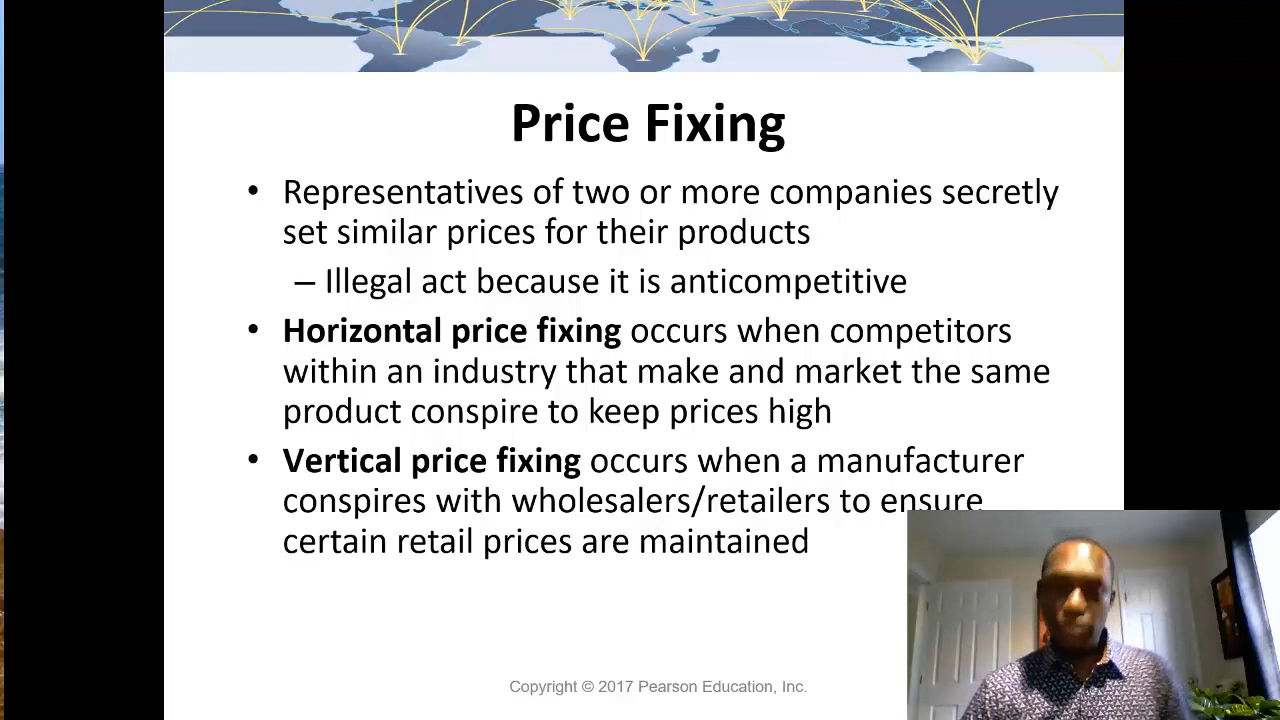 Price Fixing
• Representatives of two or more companies secretly
set similar prices for their products
– Illegal act because it is anticompetitive
• Horizontal price fixing occurs when competitors
within an industry that make and market the same
product conspire to keep prices high
• Vertical price fixing occurs when a manufacturer
conspires with wholesalers/retailers to ensure
certain retail prices are maintained
Copyright © 2017 Pearson Education, Inc.